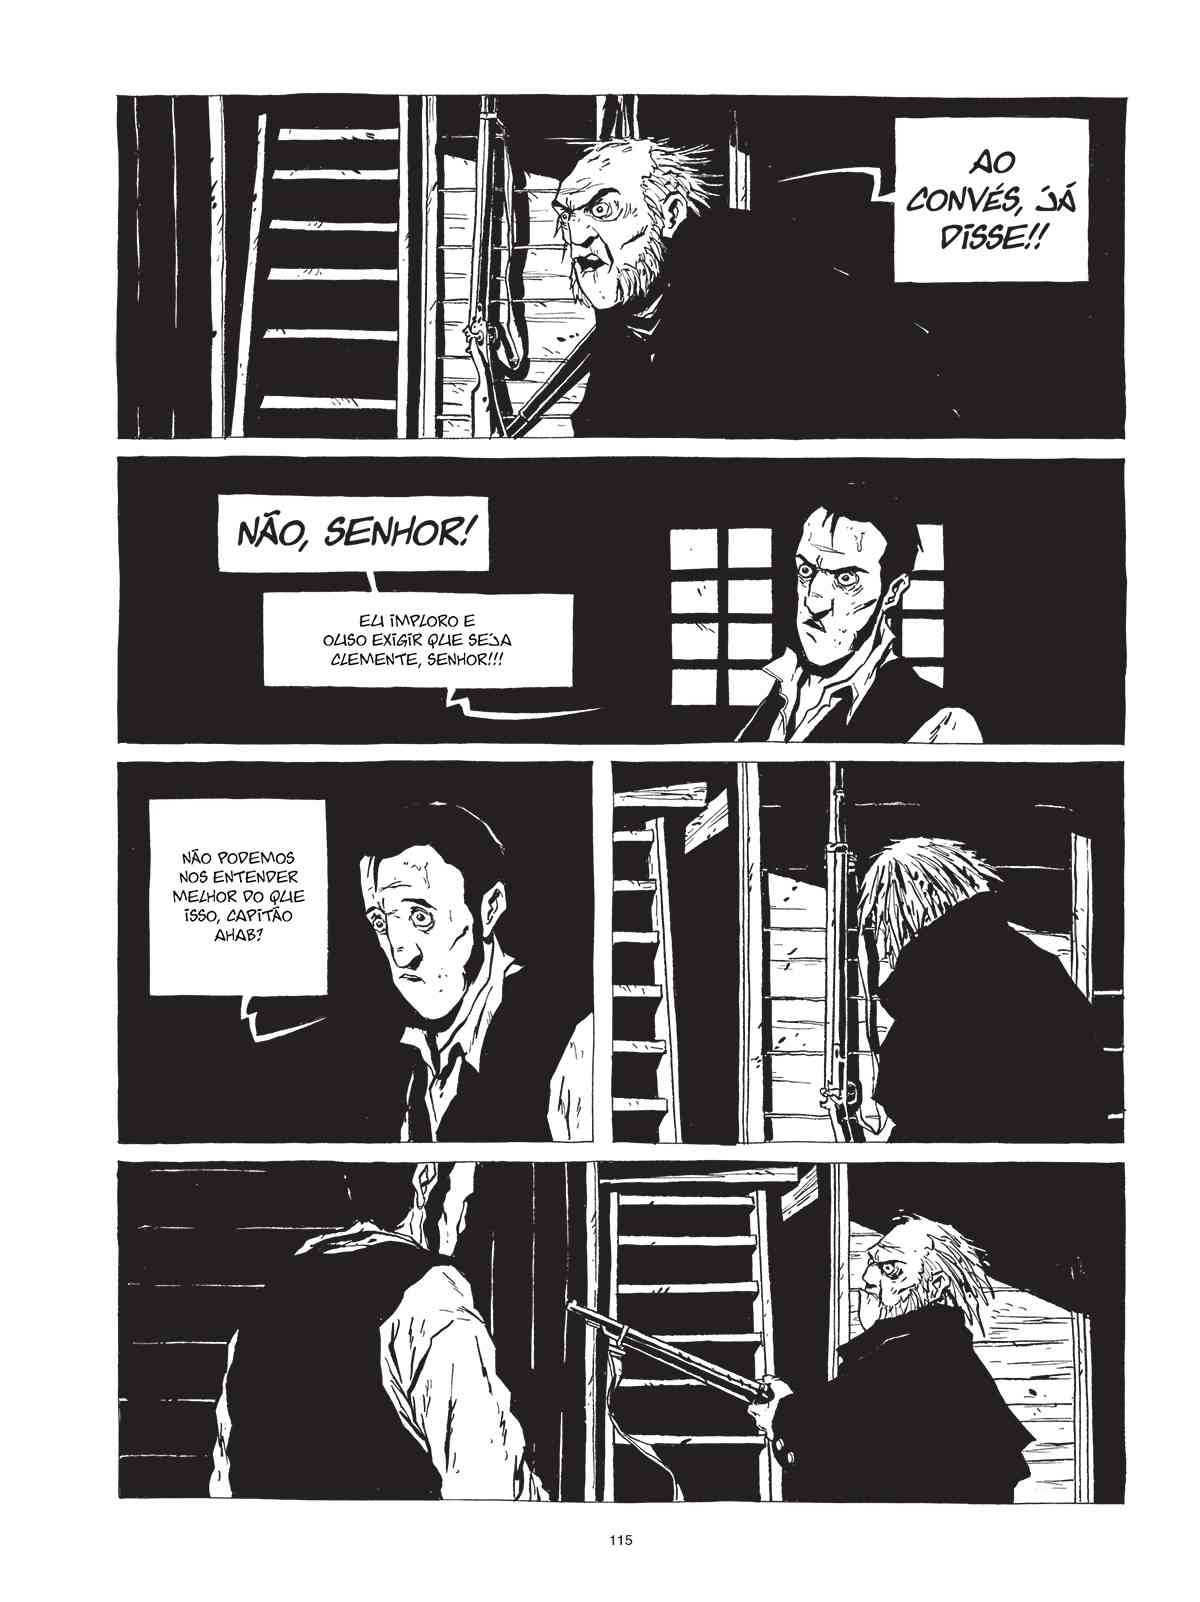 AO
CONVÉS, JÁ
DISSE!!
NÃO, SENHOR!
EU IMPLORO E
OUSO EXIGIR QUE SEJA
CLEMENTE, SENHOR!!!
NÃO PODEMOS
NOS ENTENDER
MELHOR DO QUE
ISSO, CAPITÃO
AHAB?
115